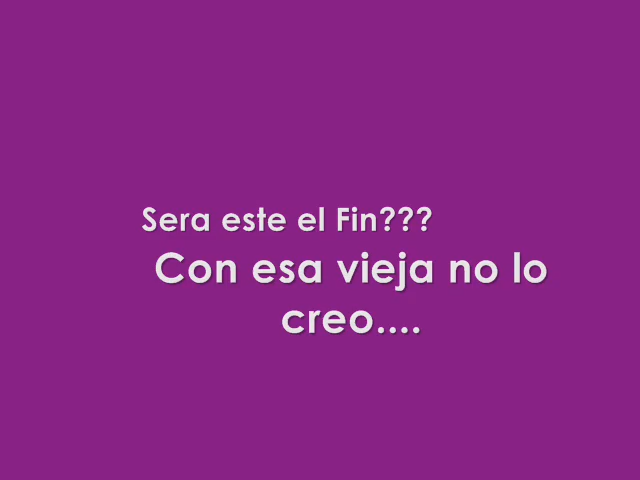 Sera este el Fin???
Con esa vieja no lo
creo....